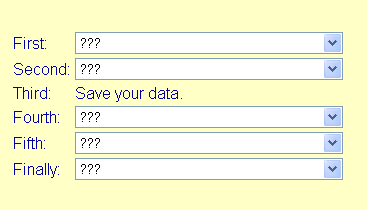 First: ???
Second: ???
Third: Save your data.
Fourth: ???
Fifth: ???
Finally: ???